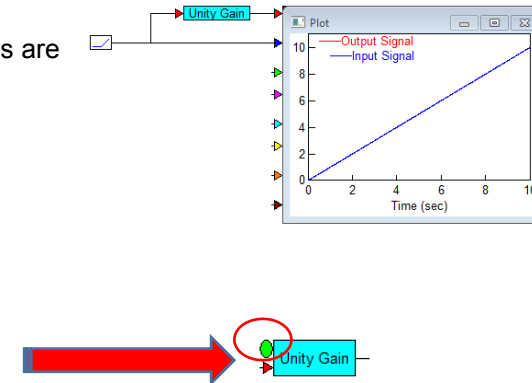 Unity Gain
s are
Plot
Output Signal
Input Signal
10
8
6
4
2
0
0 2 4 6 8 10
Time (sec)
Unity Gain